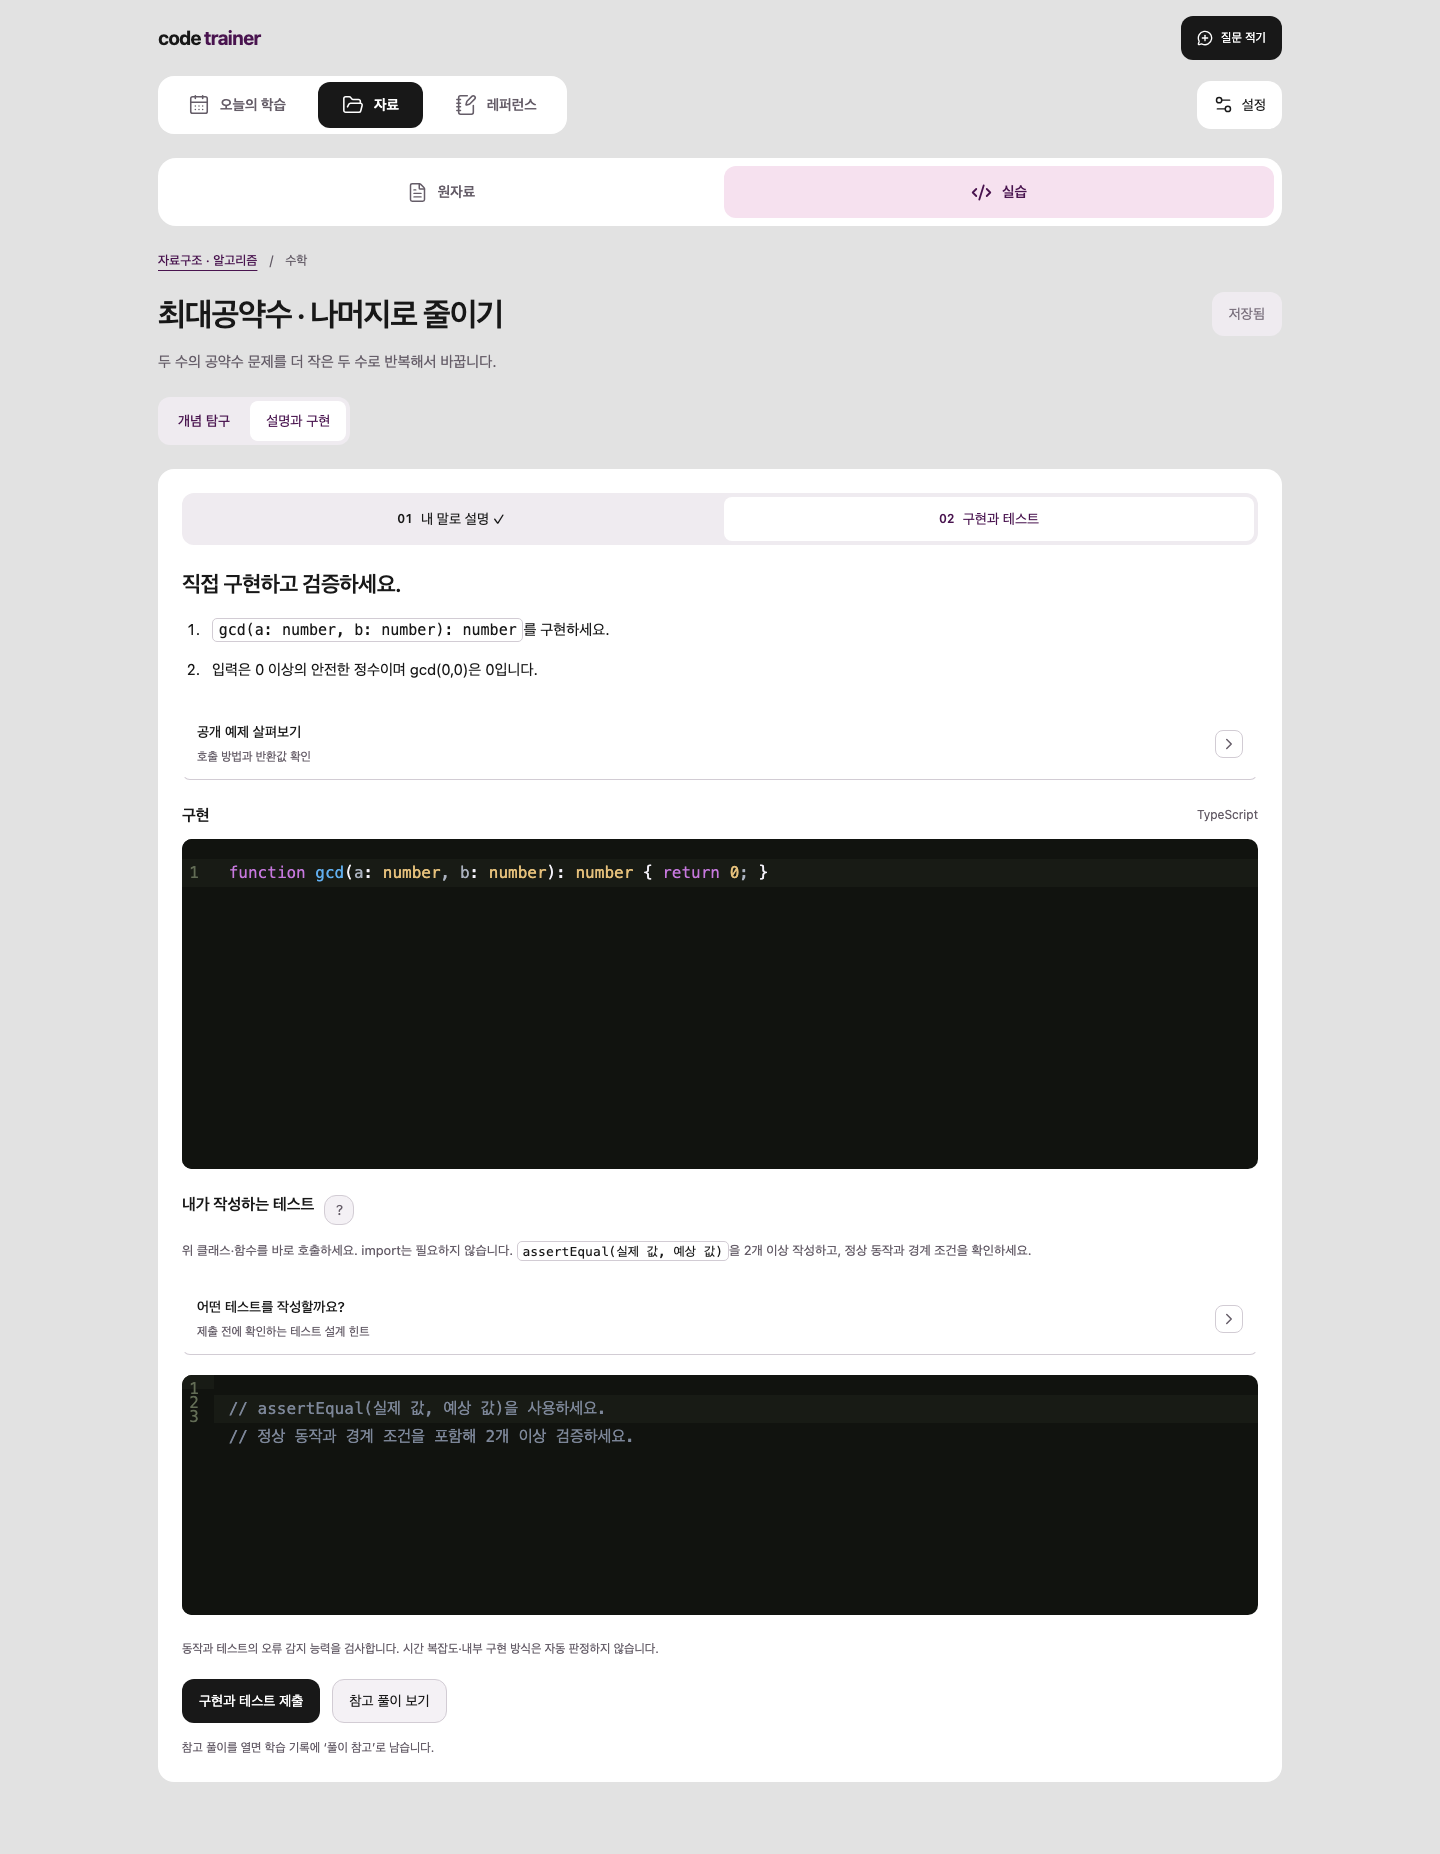 code trainer
질문 적기
오늘의 학습
자료
레퍼런스
설정
원자료
실습
자료구조 · 알고리즘 / 수학
최대공약수 · 나머지로 줄이기
저장됨
두 수의 공약수 문제를 더 작은 두 수로 반복해서 바꿉니다.
개념 탐구
설명과 구현
01 내 말로 설명 ✓
02 구현과 테스트
직접 구현하고 검증하세요.
1. gcd(a: number, b: number): number를 구현하세요.
2. 입력은 0 이상의 안전한 정수이며 gcd(0,0)은 0입니다.
공개 예제 살펴보기
호출 방법과 반환값 확인
구현
TypeScript
1 function gcd(a: number, b: number): number { return 0; }
내가 작성하는 테스트 ?
위 클래스·함수를 바로 호출하세요. import는 필요하지 않습니다. assertEqual(실제 값, 예상 값)을 2개 이상 작성하고, 정상 동작과 경계 조건을 확인하세요.
어떤 테스트를 작성할까요?
제출 전에 확인하는 테스트 설계 힌트
1
2
3
// assertEqual(실제 값, 예상 값)을 사용하세요.
// 정상 동작과 경계 조건을 포함해 2개 이상 검증하세요.
동작과 테스트의 오류 감지 능력을 검사합니다. 시간 복잡도·내부 구현 방식은 자동 판정하지 않습니다.
구현과 테스트 제출
참고 풀이 보기
참고 풀이를 열면 학습 기록에 ‘풀이 참고’로 남습니다.